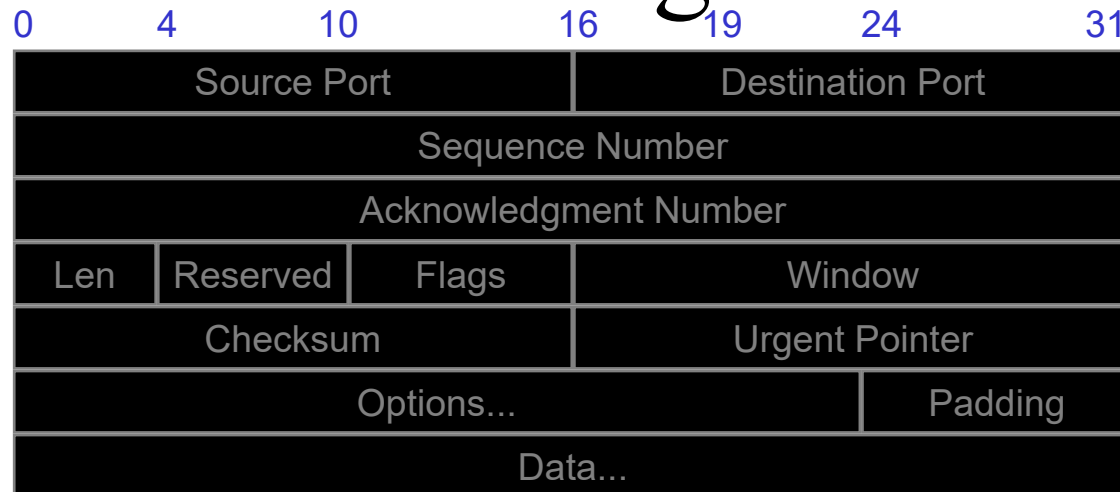 0 4 10 16 19 24 31
Source Port Destination Port
Sequence Number
Acknowledgment Number
Len Reserved Flags Window
Checksum Urgent Pointer
Options... Padding
Data...